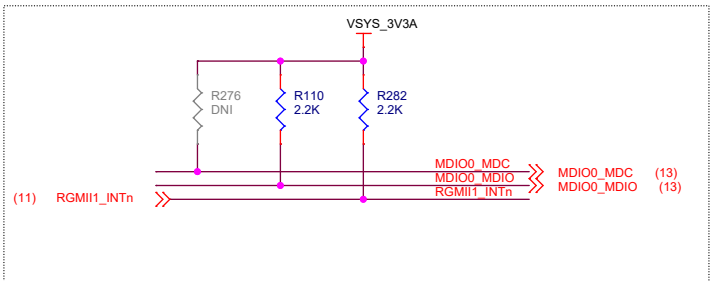 VSYS_3V3A
R276
DNI
R110
2.2K
R282
2.2K
MDIO0_MDC
MDIO0_MDC (13)
MDIO0_MDIO
MDIO0_MDIO (13)
(11) RGMII1_INTn
RGMII1_INTn